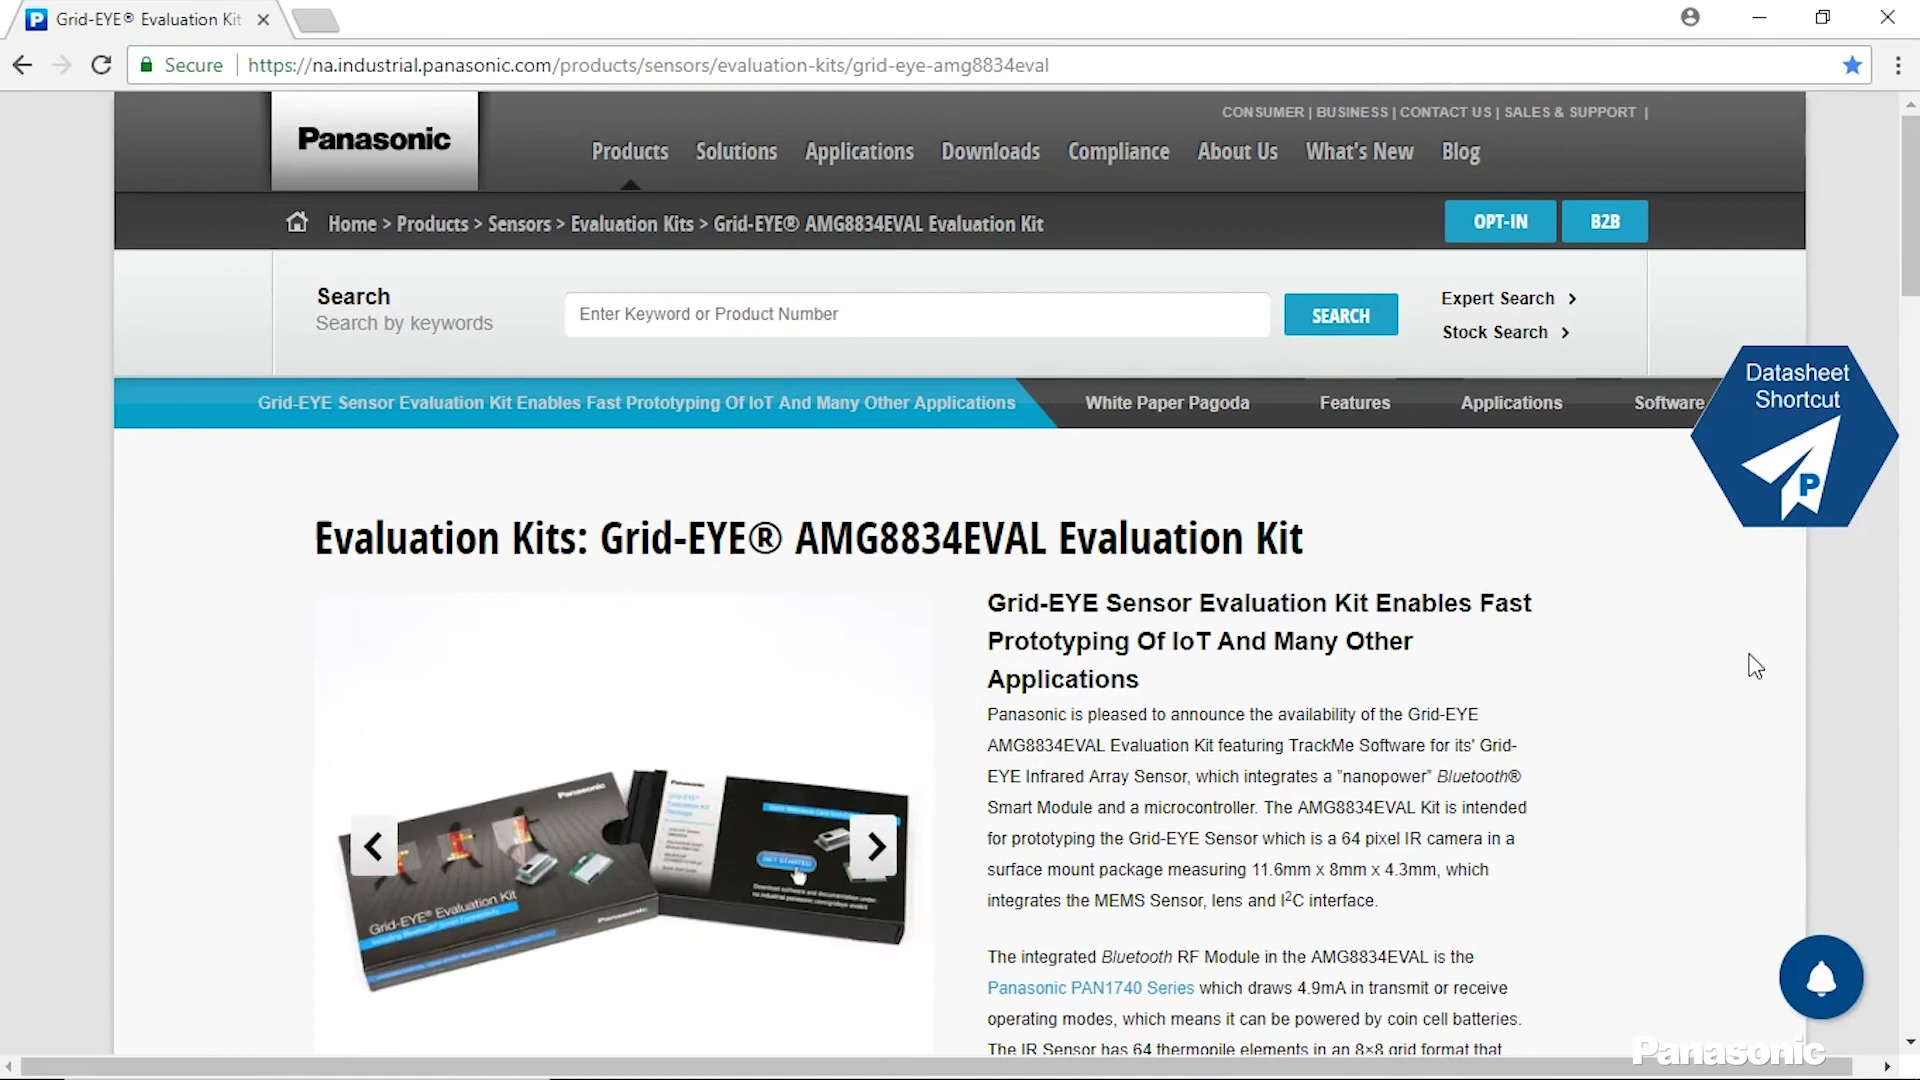 Grid-EYE® Evaluation Kit
Secure
https://na.industrial.panasonic.com/products/sensors/evaluation-kits/grid-eye-amg8834eval
CONSUMER | BUSINESS | CONTACT US | SALES & SUPPORT |
Panasonic
Products Solutions Applications Downloads Compliance About Us What's New Blog
Home > Products > Sensors > Evaluation Kits > Grid-EYE® AMG8834EVAL Evaluation Kit
OPT-IN B2B
Search
Search by keywords
Enter Keyword or Product Number
SEARCH
Expert Search >
Stock Search >
Datasheet
Shortcut
P
Grid-EYE Sensor Evaluation Kit Enables Fast Prototyping Of IoT And Many Other Applications White Paper Pagoda Features Applications Software
Evaluation Kits: Grid-EYE® AMG8834EVAL Evaluation Kit
Grid-EYE Sensor Evaluation Kit Enables Fast
Prototyping Of IoT And Many Other
Applications
Panasonic is pleased to announce the availability of the Grid-EYE
AMG8834EVAL Evaluation Kit featuring TrackMe Software for its' Grid-
EYE Infrared Array Sensor, which integrates a "nanopower" Bluetooth®
Smart Module and a microcontroller. The AMG8834EVAL Kit is intended
for prototyping the Grid-EYE Sensor which is a 64 pixel IR camera in a
surface mount package measuring 11.6mm x 8mm x 4.3mm, which
integrates the MEMS Sensor, lens and I²C interface.
The integrated Bluetooth RF Module in the AMG8834EVAL is the
Panasonic PAN1740 Series which draws 4.9mA in transmit or receive
operating modes, which means it can be powered by coin cell batteries.
The IR Sensor has 64 thermopile elements in an 8×8 grid format that
Panasonic
Grid-EYE® Evaluation Kit
Panasonic
Panasonic
GET STARTED
Panasonic